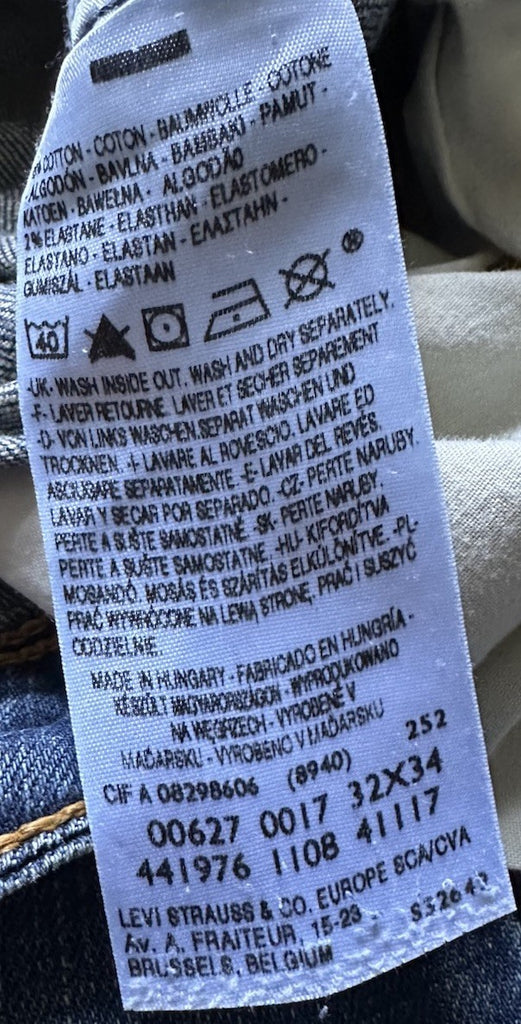 COTTON - COTON - BAUMWOLLE - COTONE
ALGODÓN - BAVLNA - BAMBAKI - PAMUT -
KATOEN - BAWEŁNA - ALGODÃO
2% ELASTANE - ELASTHAN - ELASTOMERO -
ELASTANO - ELASTAN - ΕΛΑΣΤΑΗΝ -
GUMISZÁL - ELASTAAN
40
®
-UK- WASH INSIDE OUT. WASH AND DRY SEPARATELY.
-F- LAVER RETOURNE. LAVER ET SECHER SEPAREMENT
-D- VON LINKS WASCHEN.SEPARAT WASCHEN UND
TROCKNEN. -I- LAVARE AL ROVESCIO. LAVARE ED
ASCIUGARE SEPARATAMENTE -E- LAVAR DEL REVÉS.
LAVAR Y SECAR POR SEPARADO. -CZ- PERTE NARUBY.
PERTE A SUŠTE SAMOSTATNĚ. -SK- PERTE NARUBY.
PERTE A SUŠTE SAMOSTATNE. -HU- KIFORDÍTVA
MOSANDÓ. MOSÁS ÉS SZÁRÍTÁS ELKÜLÖNÍTVE. -PL-
PRAĆ WYWRÓCONE NA LEWĄ STRONĘ, PRAĆ I SUSZYĆ
ODDZIELNIE.
MADE IN HUNGARY - FABRICADO EN HUNGRÍA -
KÉSZÜLT MAGYARORSZÁGON - WYPRODUKOWANO
NA WĘGRZECH - VYROBENÉ V
MAĎARSKU - VYROBENO V MAĎARSKU
252
CIF A 08298606 (8940)
00627 0017 32X34
441976 1108 41117
LEVI STRAUSS & CO. EUROPE SCA/CVA
Av. A. FRAITEUR, 15-23
BRUSSELS, BELGIUM